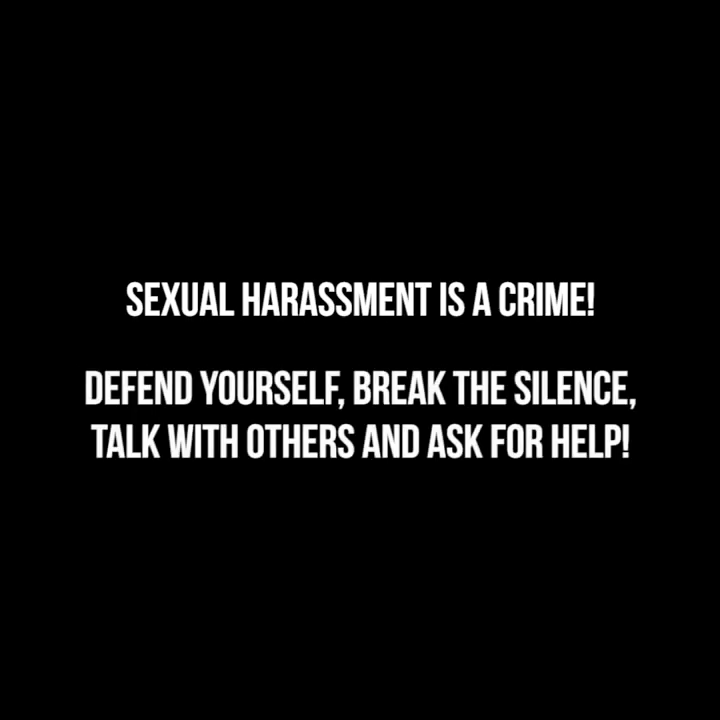 SEXUAL HARASSMENT IS A CRIME!
DEFEND YOURSELF, BREAK THE SILENCE,
TALK WITH OTHERS AND ASK FOR HELP!